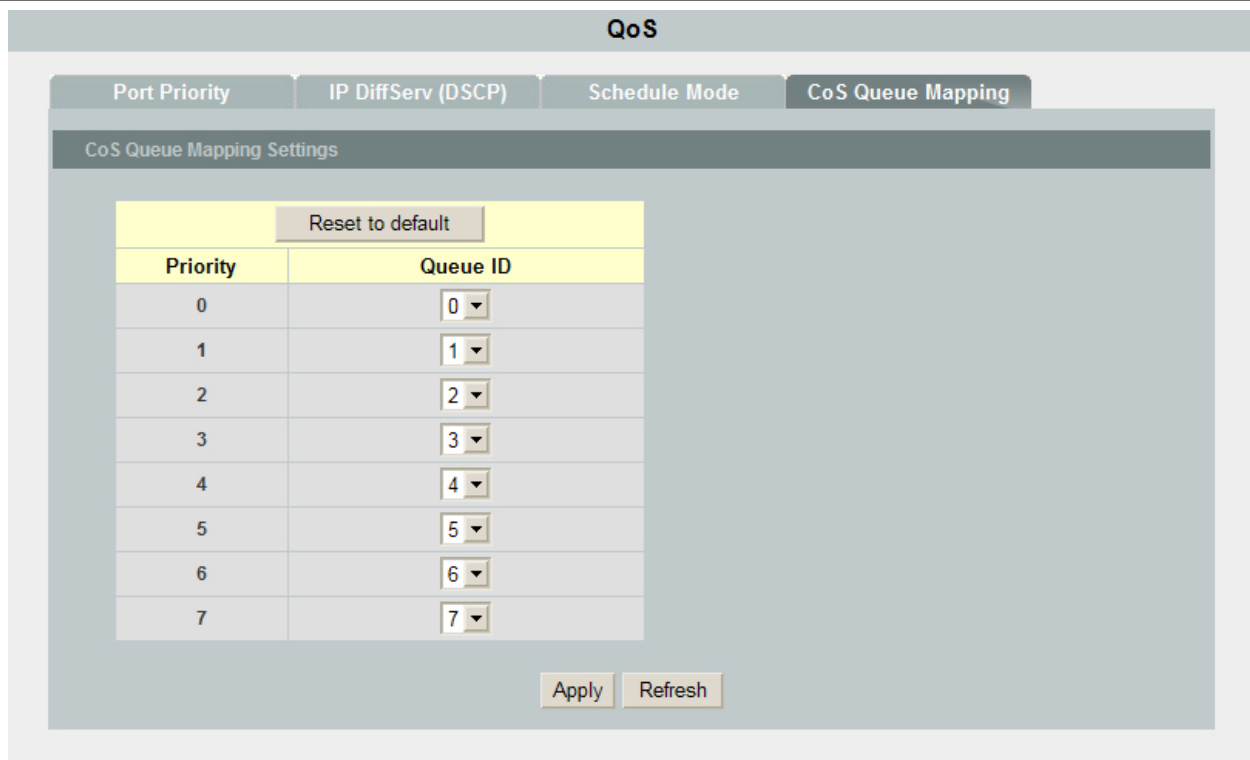 QoS
Port Priority IP DiffServ (DSCP) Schedule Mode CoS Queue Mapping
CoS Queue Mapping Settings
Reset to default
Priority Queue ID
0 0
1 1
2 2
3 3
4 4
5 5
6 6
7 7
Apply Refresh